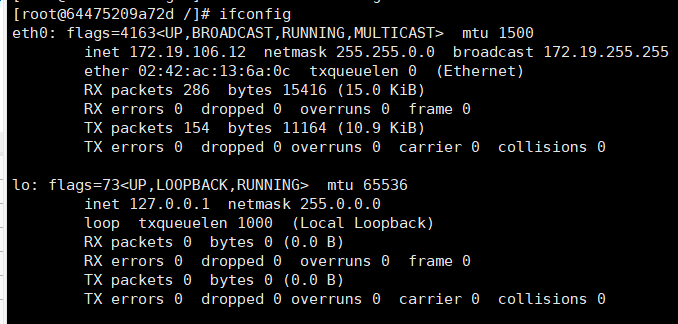 [root@64475209a72d /]# ifconfig
eth0: flags=4163<UP,BROADCAST,RUNNING,MULTICAST>  mtu 1500
        inet 172.19.106.12  netmask 255.255.0.0  broadcast 172.19.255.255
        ether 02:42:ac:13:6a:0c  txqueuelen 0  (Ethernet)
        RX packets 286  bytes 15416 (15.0 KiB)
        RX errors 0  dropped 0  overruns 0  frame 0
        TX packets 154  bytes 11164 (10.9 KiB)
        TX errors 0  dropped 0 overruns 0  carrier 0  collisions 0

lo: flags=73<UP,LOOPBACK,RUNNING>  mtu 65536
        inet 127.0.0.1  netmask 255.0.0.0
        loop  txqueuelen 1000  (Local Loopback)
        RX packets 0  bytes 0 (0.0 B)
        RX errors 0  dropped 0  overruns 0  frame 0
        TX packets 0  bytes 0 (0.0 B)
        TX errors 0  dropped 0 overruns 0  carrier 0  collisions 0